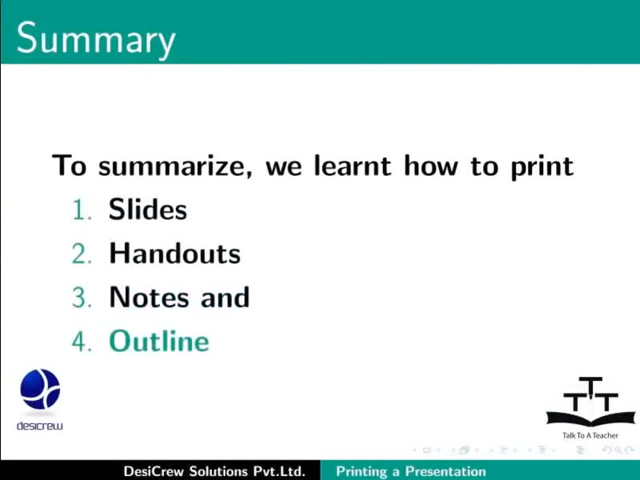 Summary
To summarize, we learnt how to print
1. Slides
2. Handouts
3. Notes and
4. Outline
desicrew
TTT
Talk To A Teacher
DesiCrew Solutions Pvt.Ltd. Printing a Presentation